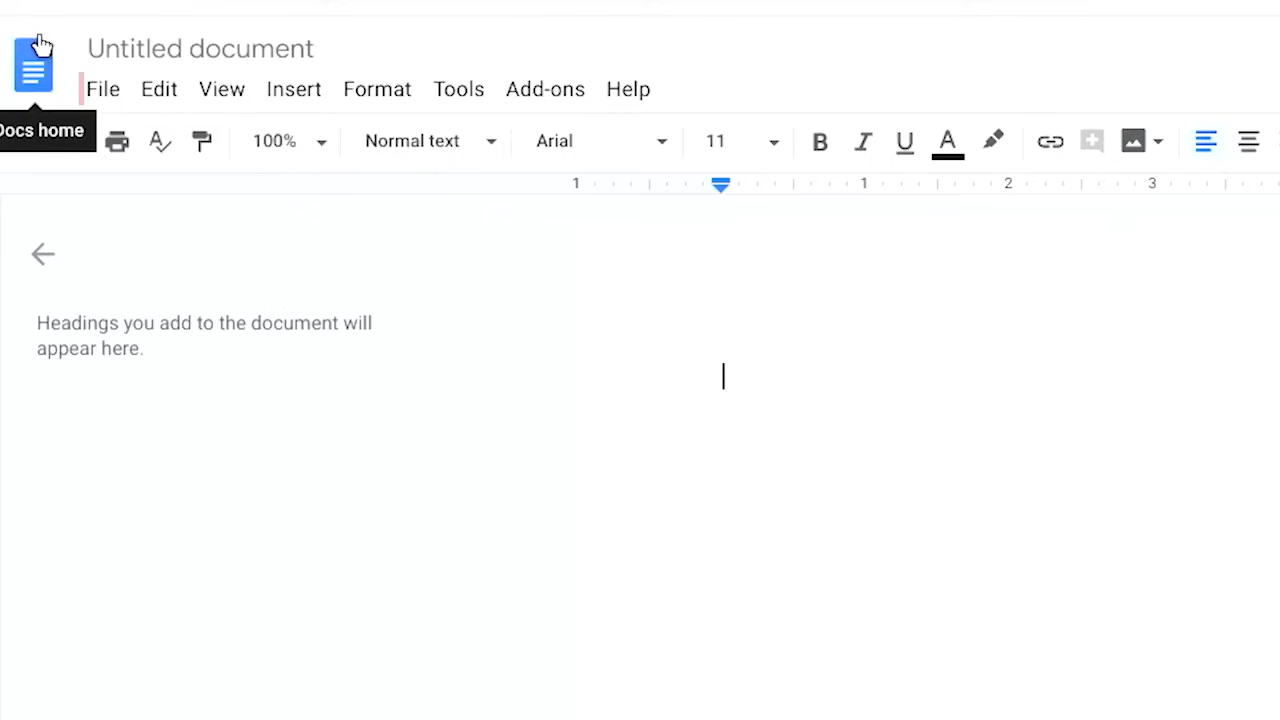 Untitled document
File Edit View Insert Format Tools Add-ons Help
Docs home
100% Normal text Arial 11 B I U A
1 1 2 3
Headings you add to the document will
appear here.